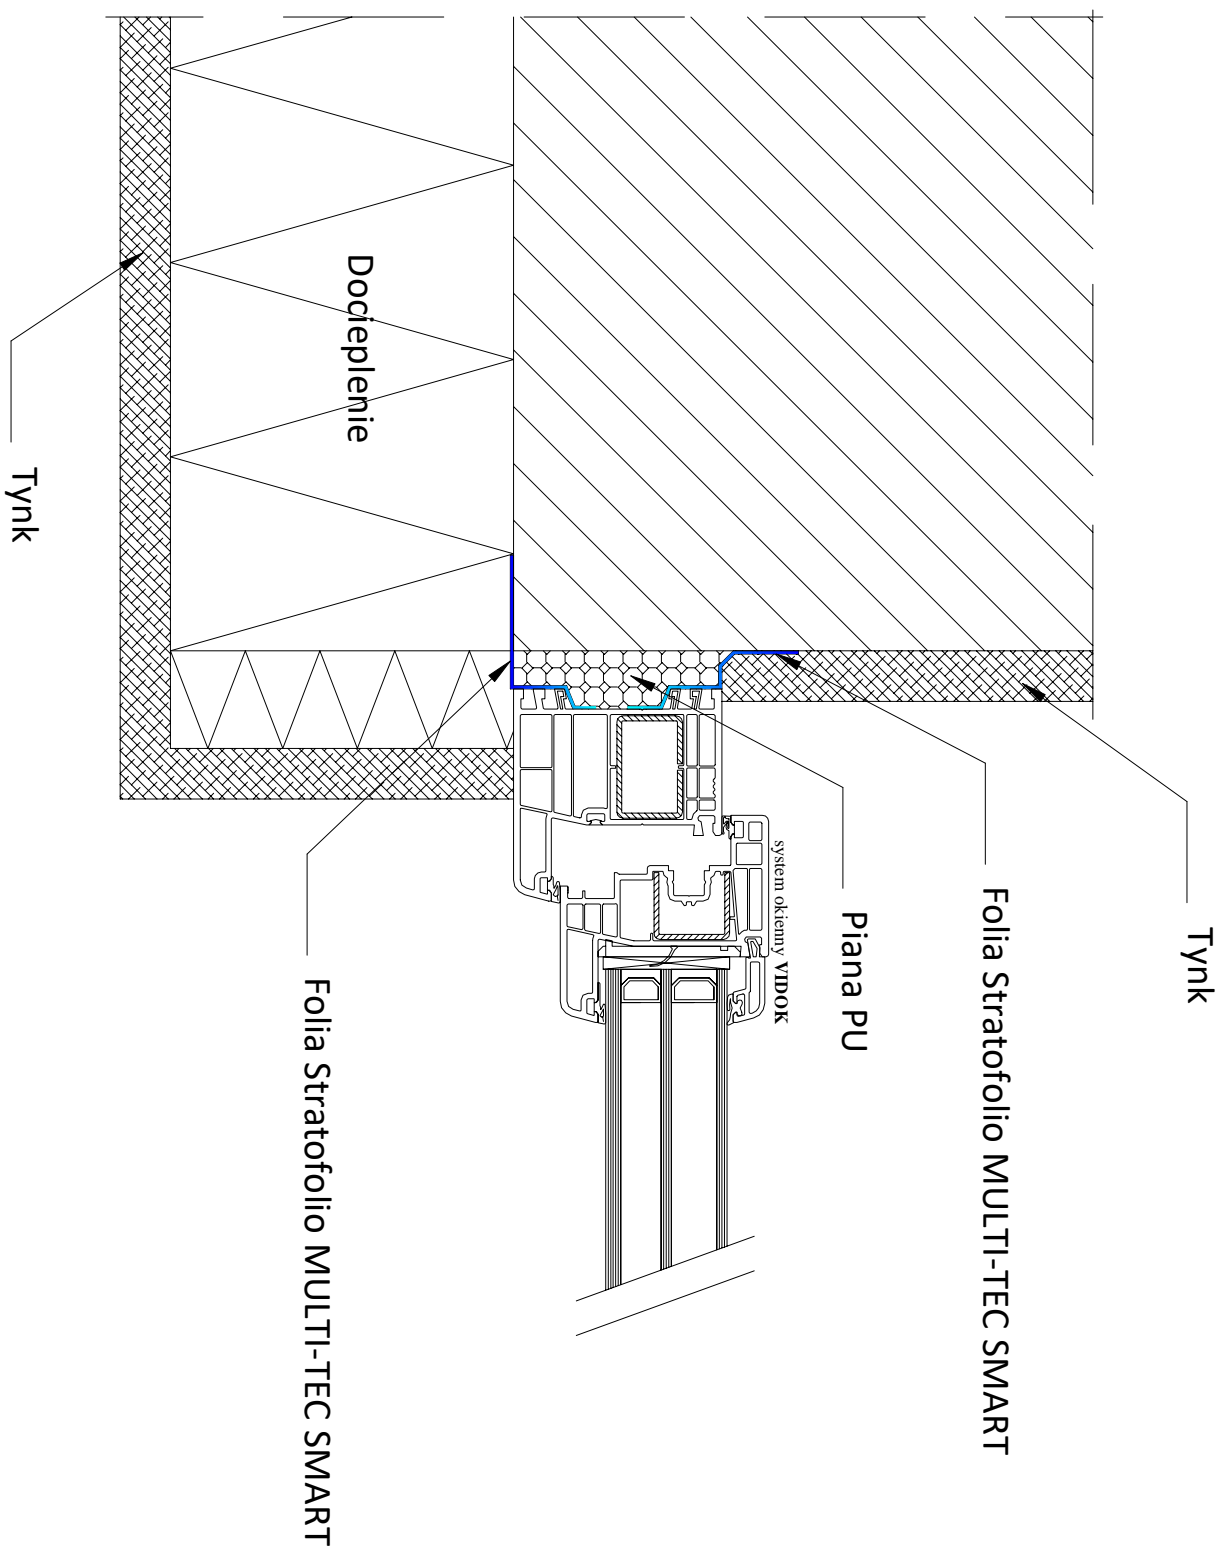 Tynk
Folia Stratofolio MULTI-TEC SMART
Piana PU
system okienny VIDOK
Docieplenie
Folia Stratofolio MULTI-TEC SMART
Tynk